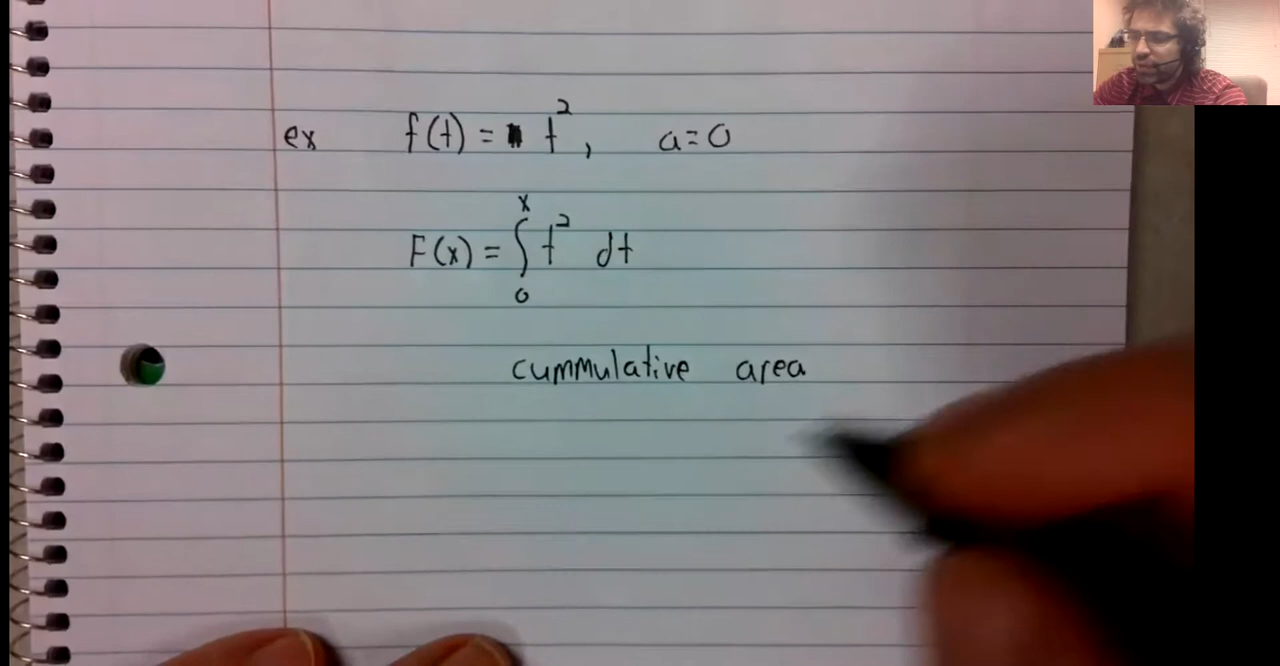 ex f(t) = t², a=0
F(x) = ∫₀ˣ t² dt
cummulative area